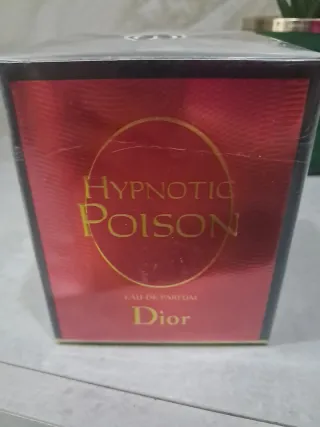 HYPNOTIC
POISON
EAU DE PARFUM
Dior